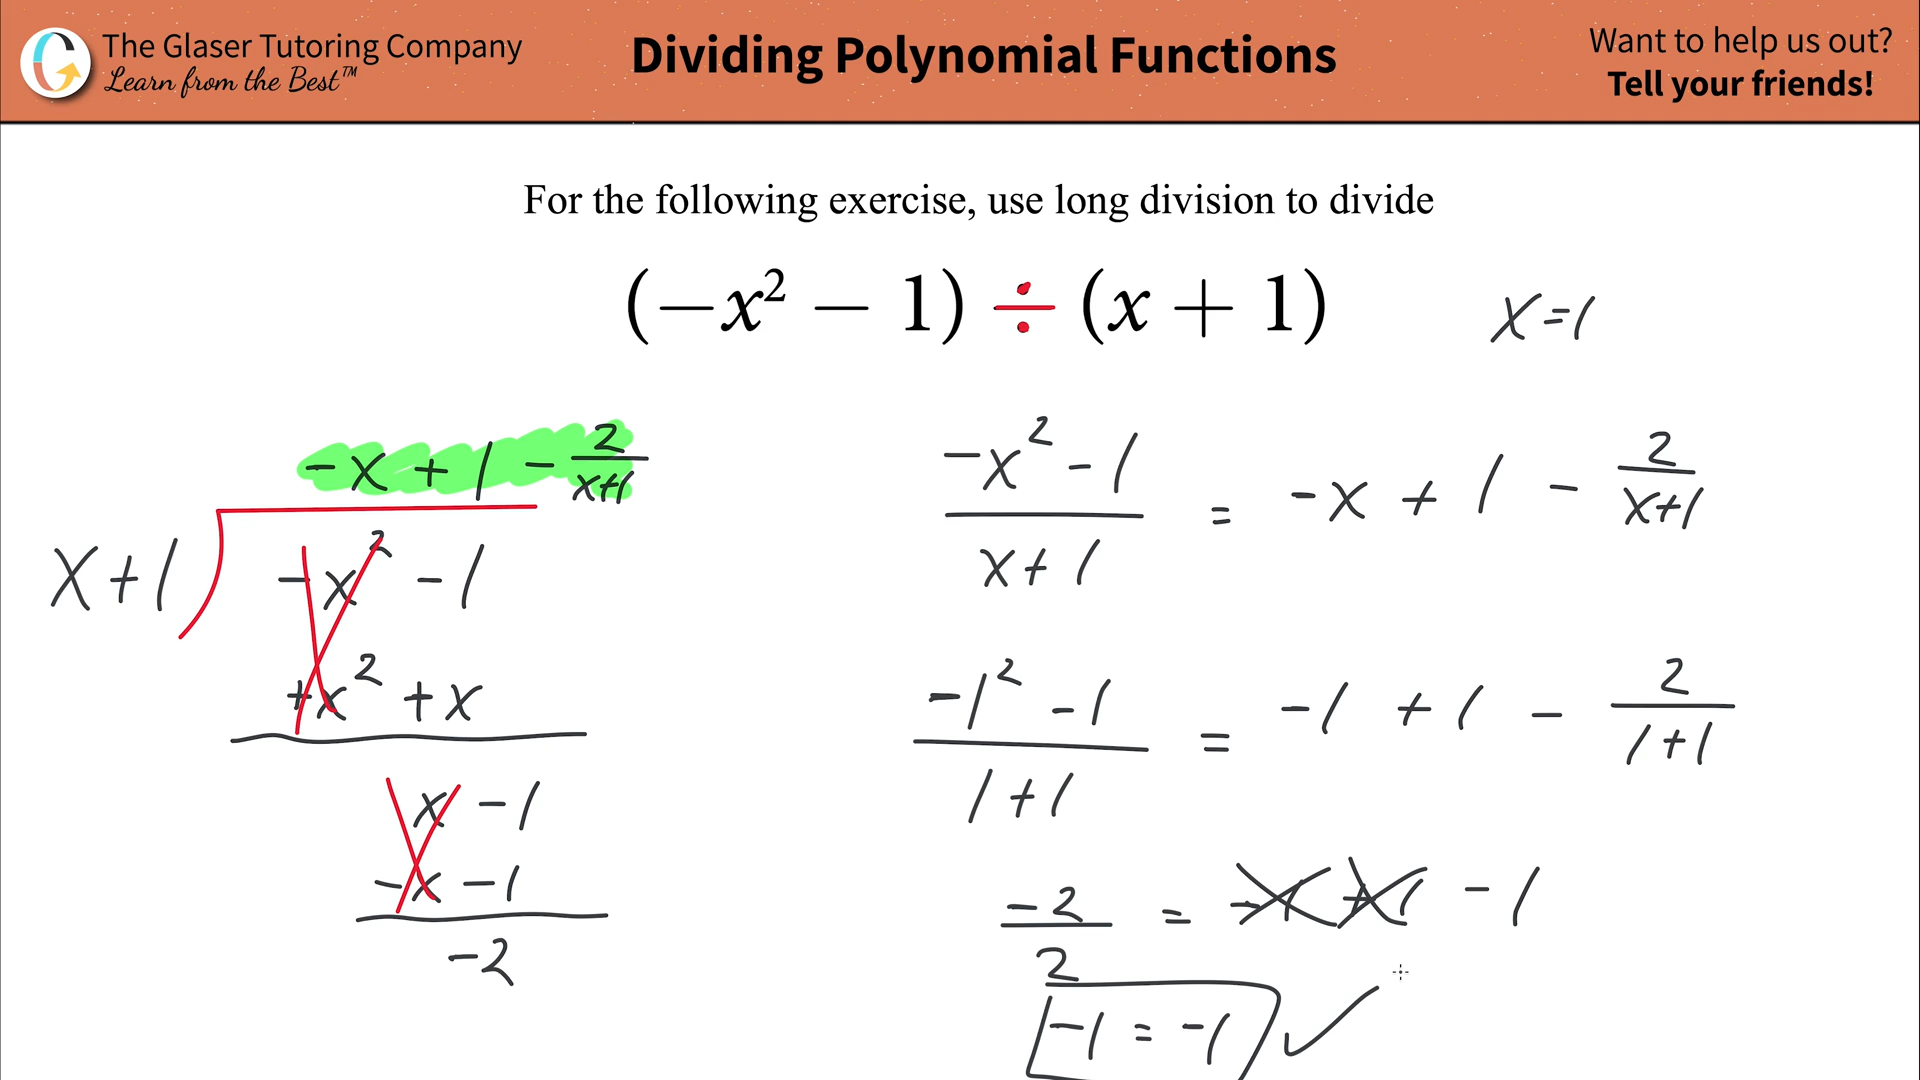 The Glaser Tutoring Company
Learn from the Best™
Dividing Polynomial Functions
Want to help us out?
Tell your friends!
For the following exercise, use long division to divide
(−x² − 1) ÷ (x + 1)
x = 1
-x + 1 - 2/(x+1)
x+1
-x² - 1
+x² + x
x - 1
-x - 1
-2
(-x² - 1)/(x + 1) = -x + 1 - 2/(x+1)
(-1² - 1)/(1 + 1) = -1 + 1 - 2/(1+1)
-2/2 = -1 +1 - 1
-1 = -1 ✓